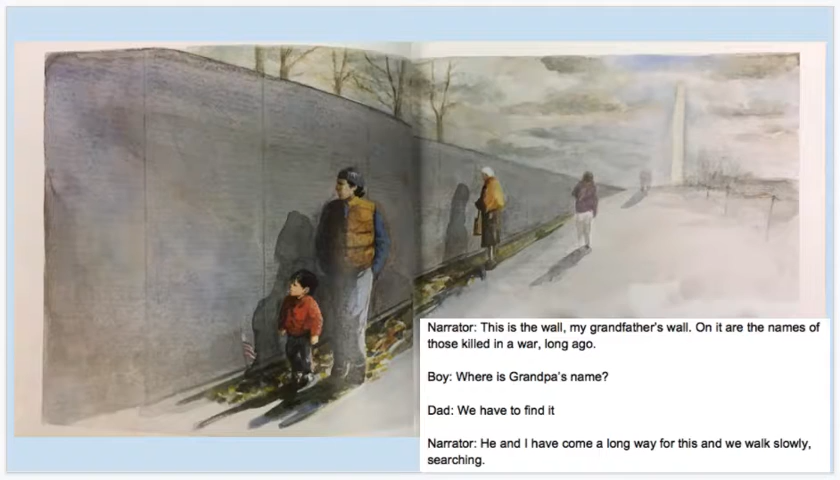 Narrator: This is the wall, my grandfather's wall. On it are the names of
those killed in a war, long ago.
Boy: Where is Grandpa's name?
Dad: We have to find it
Narrator: He and I have come a long way for this and we walk slowly,
searching.